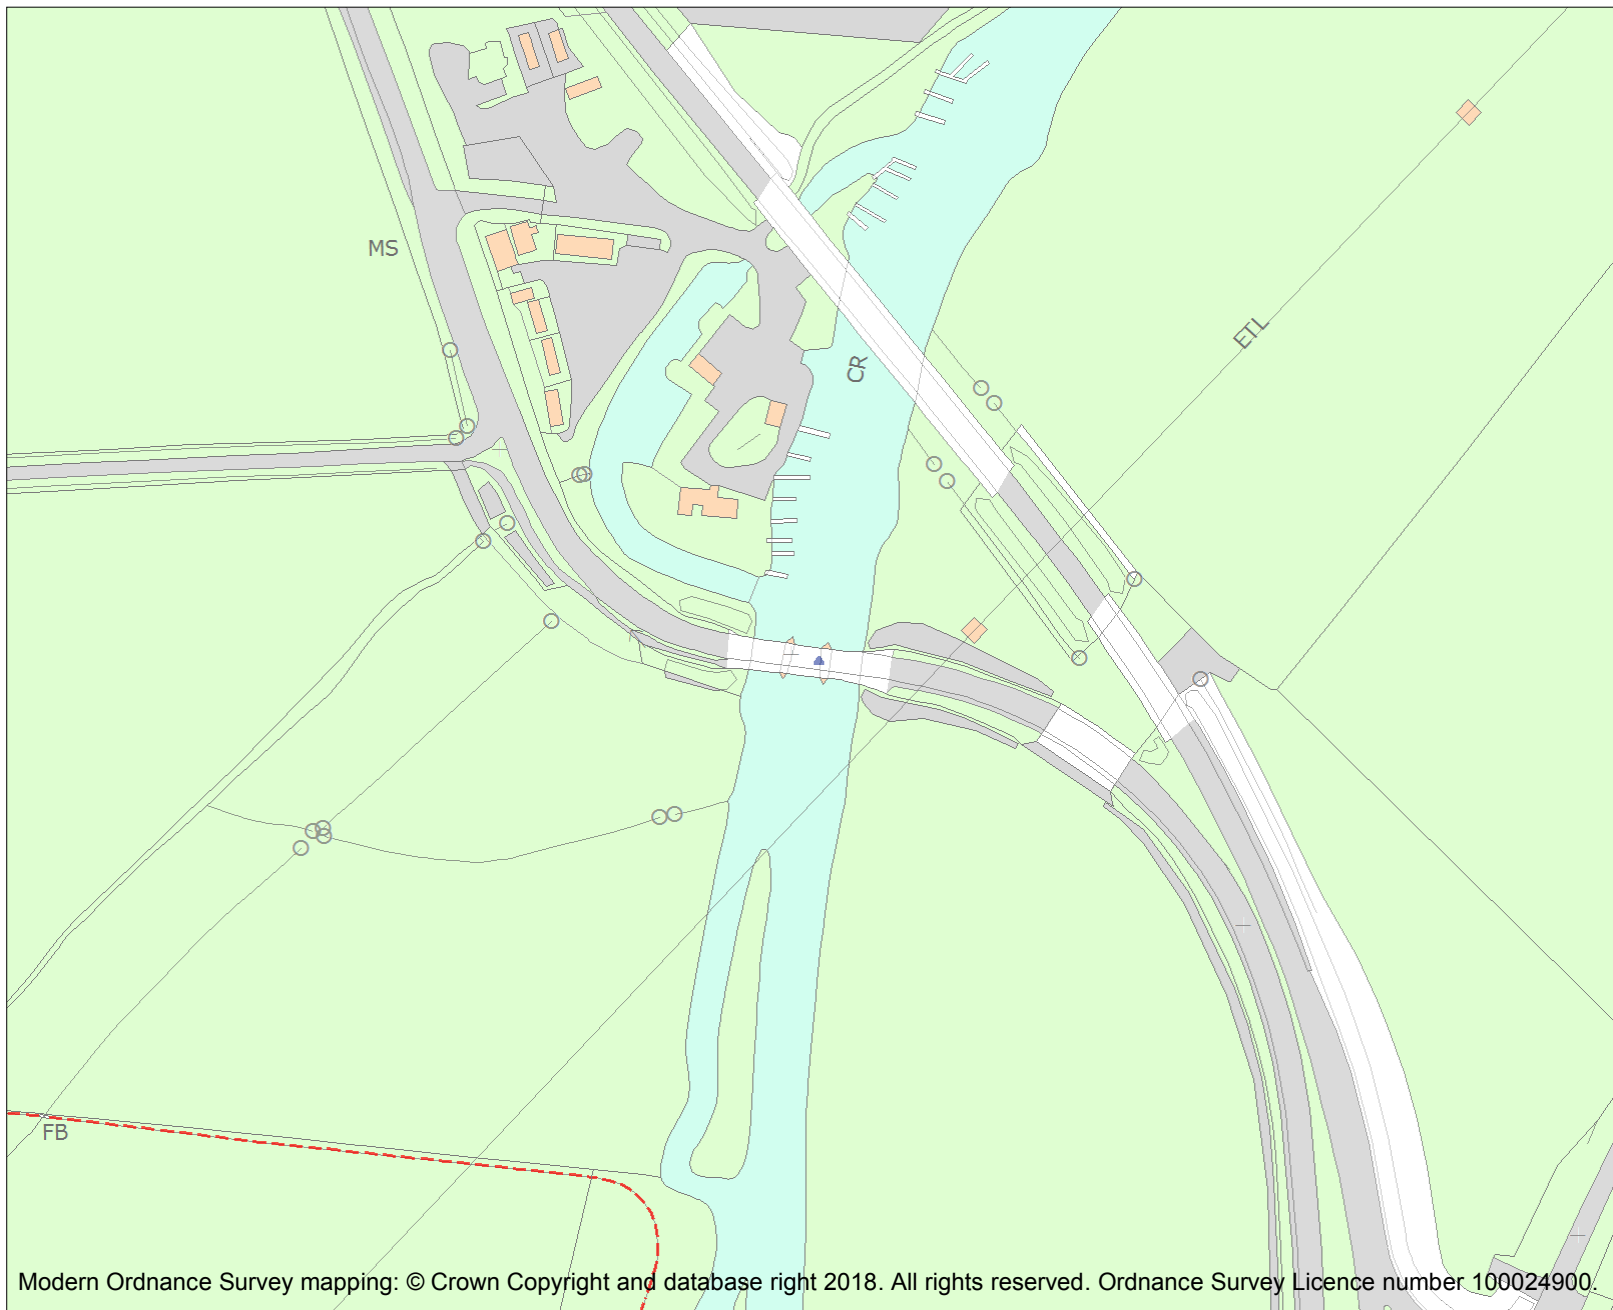 MS
ETL
CR
FB
Modern Ordnance Survey mapping: © Crown Copyright and database right 2018. All rights reserved. Ordnance Survey Licence number 100024900.